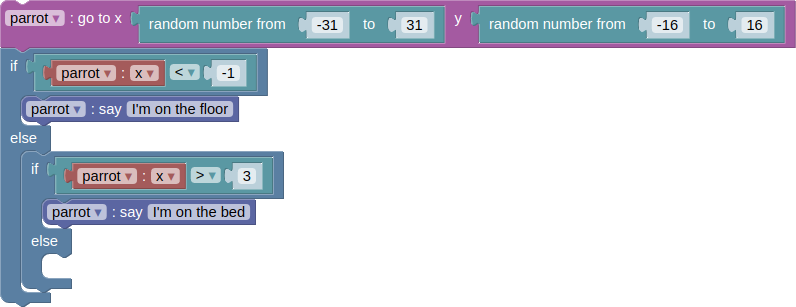 parrot ▾ : go to x random number from -31 to 31 y random number from -16 to 16
if parrot ▾ : x ▾ < ▾ -1
parrot ▾ : say I'm on the floor
else
if parrot ▾ : x ▾ > ▾ 3
parrot ▾ : say I'm on the bed
else